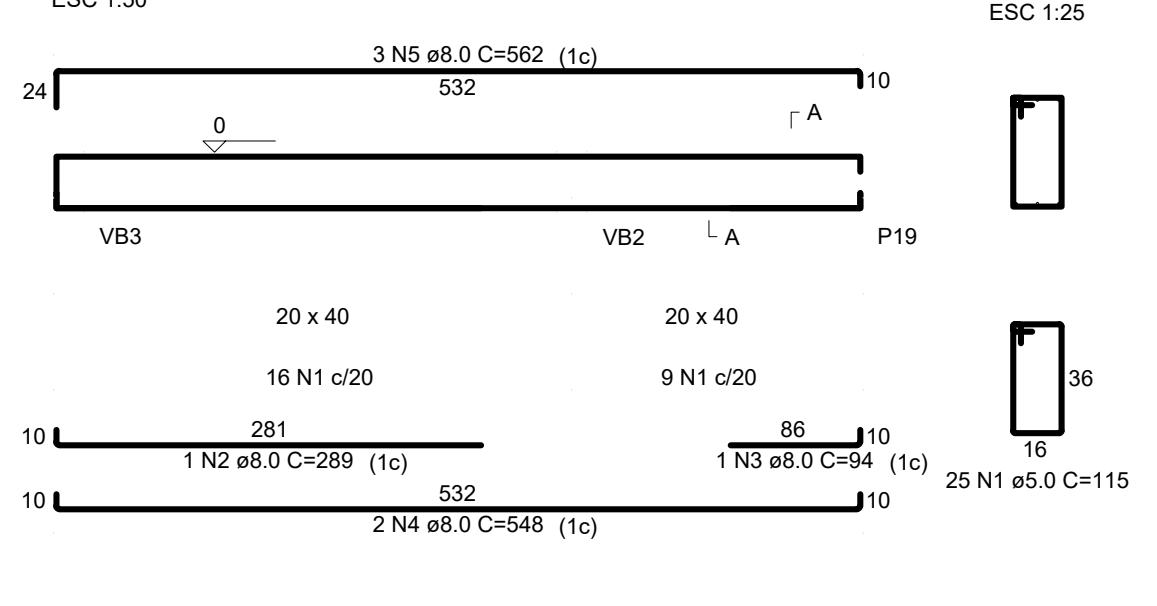 ESC 1:50
ESC 1:25
3 N5 ø8.0 C=562 (1c)
24
532
10
A
0
VB3
VB2
A
P19
20 x 40
20 x 40
16 N1 c/20
9 N1 c/20
36
10
281
86
10
1 N2 ø8.0 C=289 (1c)
1 N3 ø8.0 C=94 (1c)
16
25 N1 ø5.0 C=115
10
532
10
2 N4 ø8.0 C=548 (1c)